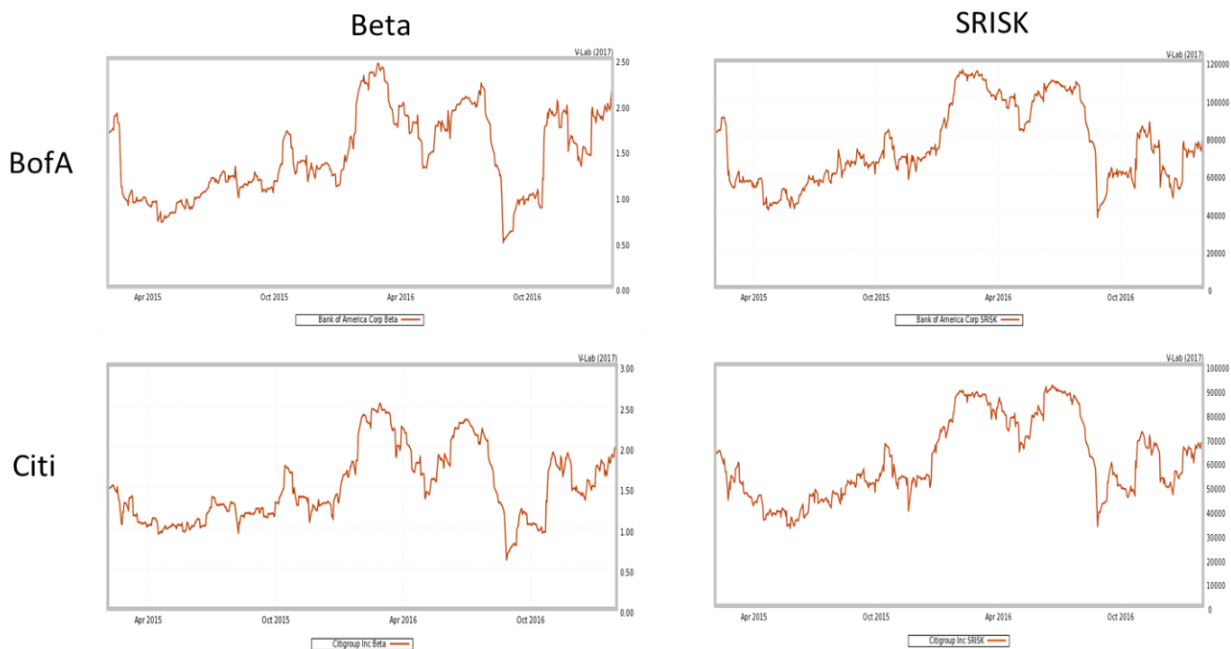 Beta
SRISK
BofA
V-Lab (2017)
2.50
2.00
1.50
1.00
0.50
0.00
Apr 2015
Oct 2015
Apr 2016
Oct 2016
Bank of America Corp Beta
V-Lab (2017)
120000
100000
80000
60000
40000
20000
0
Apr 2015
Oct 2015
Apr 2016
Oct 2016
Bank of America Corp SRISK
Citi
V-Lab (2017)
3.00
2.50
2.00
1.50
1.00
0.50
0.00
Apr 2015
Oct 2015
Apr 2016
Oct 2016
Citigroup Inc Beta
V-Lab (2017)
100000
90000
80000
70000
60000
50000
40000
30000
20000
10000
0
Apr 2015
Oct 2015
Apr 2016
Oct 2016
Citigroup Inc SRISK